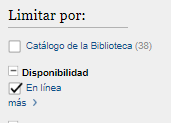 Limitar por:
Catálogo de la Biblioteca (38)
Disponibilidad
En línea
más >